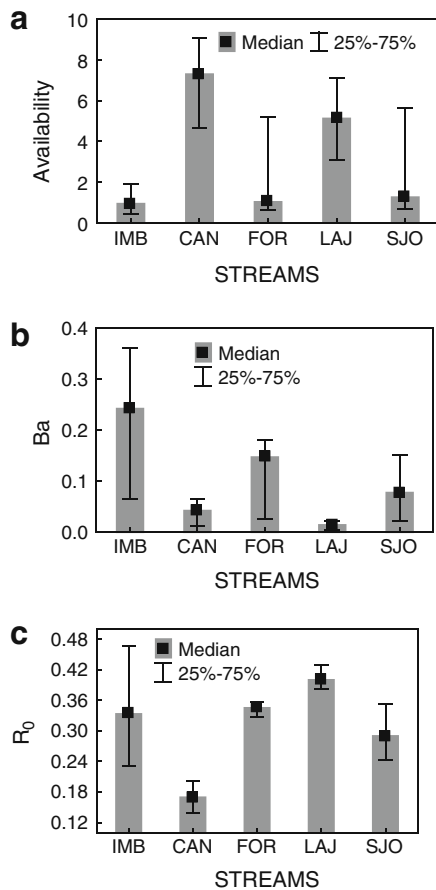 a
10
8
6
4
2
0
Availability
Median 25%-75%
IMB CAN FOR LAJ SJO
STREAMS
b
0.4
0.3
0.2
0.1
0.0
Ba
Median
25%-75%
IMB CAN FOR LAJ SJO
STREAMS
c
0.48
0.42
0.36
0.30
0.24
0.18
0.12
R0
Median
25%-75%
IMB CAN FOR LAJ SJO
STREAMS